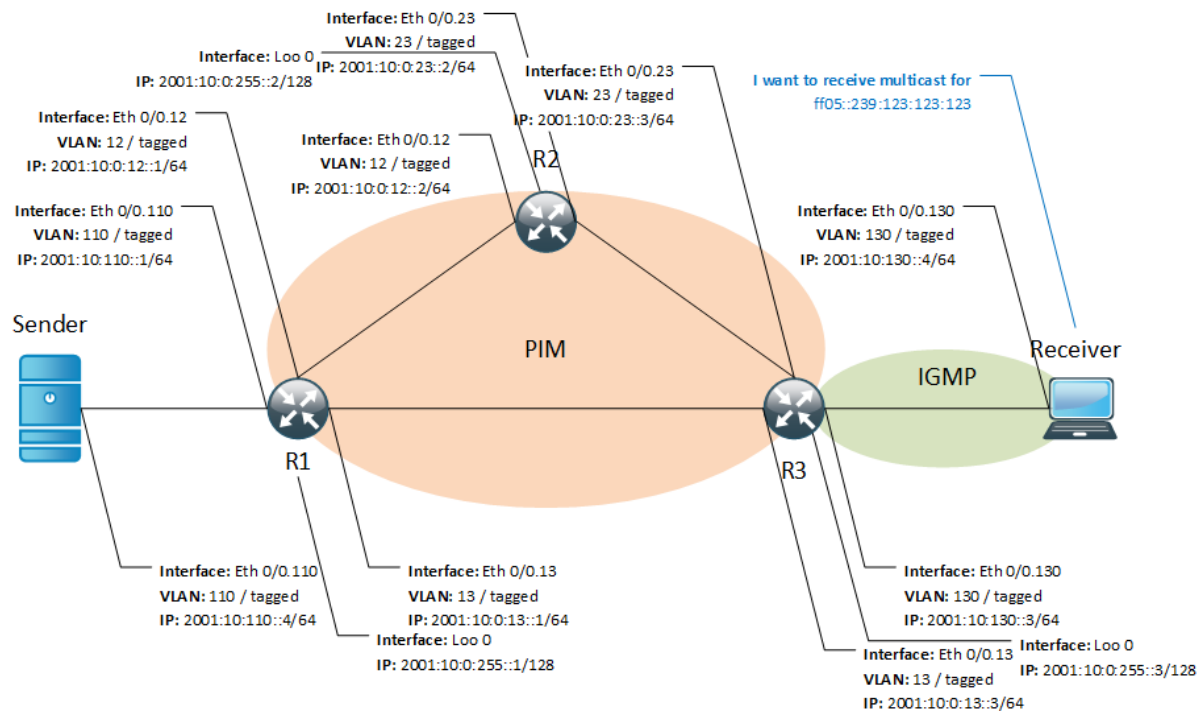 Interface: Eth 0/0.23
VLAN: 23 / tagged
IP: 2001:10:0:23::2/64
Interface: Loo 0
IP: 2001:10:0:255::2/128
Interface: Eth 0/0.23
VLAN: 23 / tagged
IP: 2001:10:0:23::3/64
I want to receive multicast for
ff05::239:123:123:123
Interface: Eth 0/0.12
VLAN: 12 / tagged
IP: 2001:10:0:12::1/64
Interface: Eth 0/0.12
VLAN: 12 / tagged
IP: 2001:10:0:12::2/64
R2
Interface: Eth 0/0.110
VLAN: 110 / tagged
IP: 2001:10:110::1/64
Interface: Eth 0/0.130
VLAN: 130 / tagged
IP: 2001:10:130::4/64
Sender
PIM
Receiver
IGMP
R1
R3
Interface: Eth 0/0.110
VLAN: 110 / tagged
IP: 2001:10:110::4/64
Interface: Eth 0/0.13
VLAN: 13 / tagged
IP: 2001:10:0:13::1/64
Interface: Loo 0
IP: 2001:10:0:255::1/128
Interface: Eth 0/0.130
VLAN: 130 / tagged
IP: 2001:10:130::3/64
Interface: Loo 0
IP: 2001:10:0:255::3/128
Interface: Eth 0/0.13
VLAN: 13 / tagged
IP: 2001:10:0:13::3/64